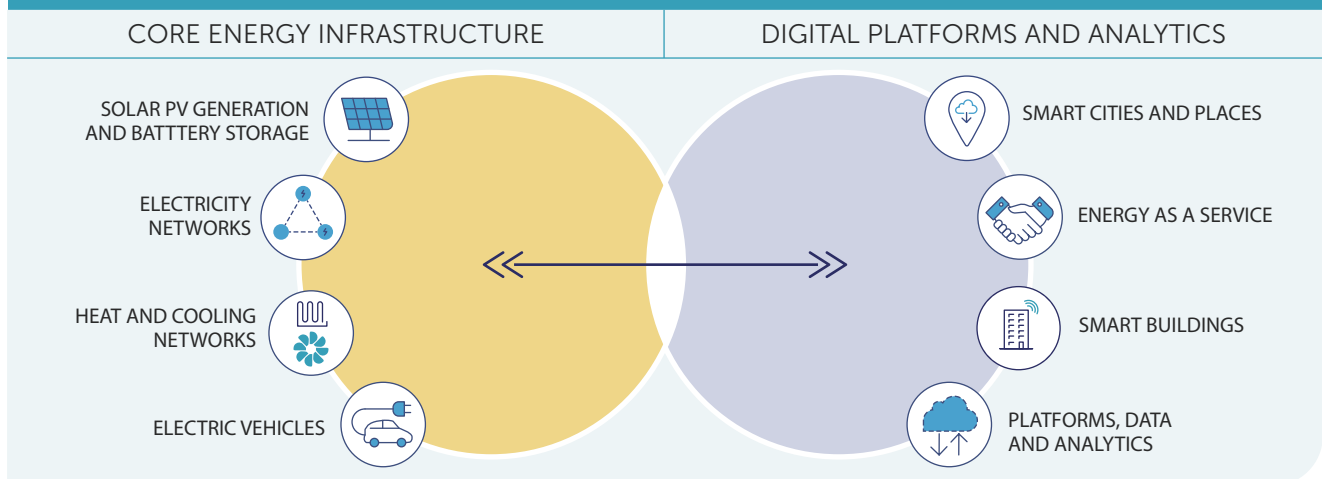 CORE ENERGY INFRASTRUCTURE
DIGITAL PLATFORMS AND ANALYTICS
SOLAR PV GENERATION
AND BATTTERY STORAGE
ELECTRICITY
NETWORKS
HEAT AND COOLING
NETWORKS
ELECTRIC VEHICLES
SMART CITIES AND PLACES
ENERGY AS A SERVICE
SMART BUILDINGS
PLATFORMS, DATA
AND ANALYTICS